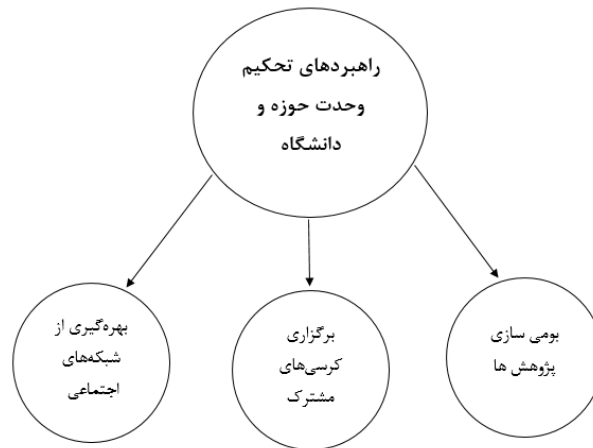 راهبردهای تحکیم
وحدت حوزه و
دانشگاه
بومی سازی
پژوهش ها
برگزاری
کرسی‌های
مشترک
بهره‌گیری از
شبکه‌های
اجتماعی